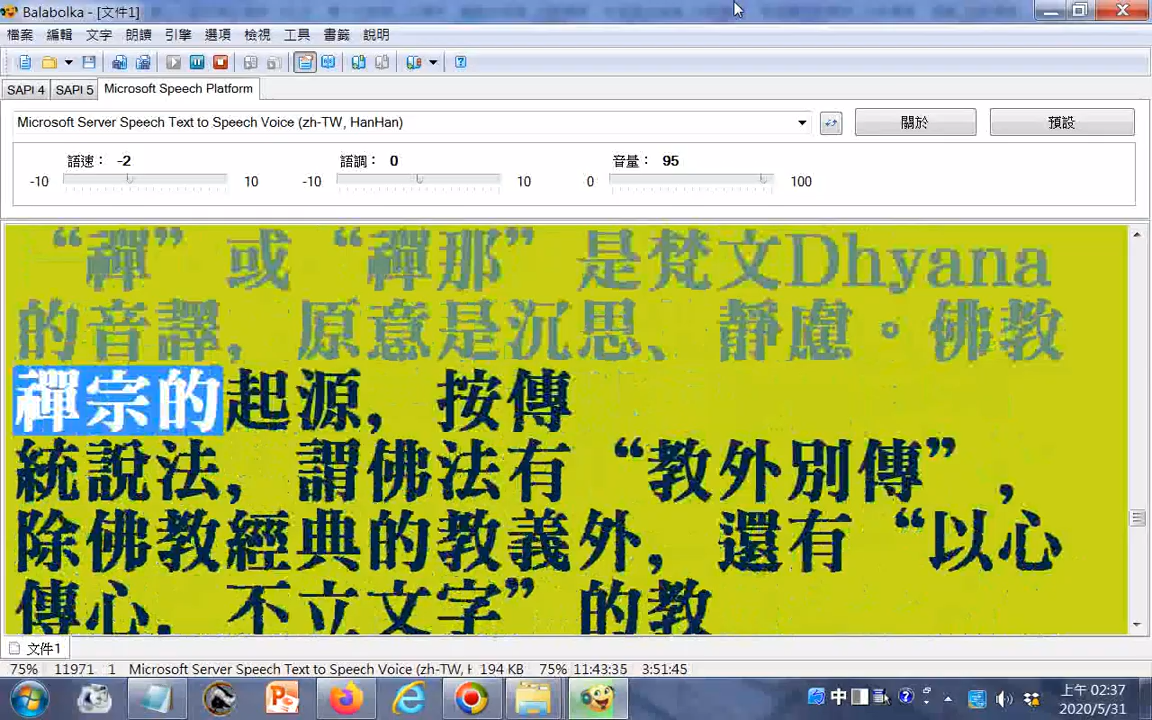 Balabolka - [文件1]
檔案 編輯 文字 朗讀 引擎 選項 檢視 工具 書籤 說明
SAPI 4 SAPI 5 Microsoft Speech Platform
Microsoft Server Speech Text to Speech Voice (zh-TW, HanHan) 關於 預設
語速： -2 語調： 0 音量： 95
-10 10 -10 10 0 100
“禪”或“禪那”是梵文Dhyana
的音譯，原意是沉思、靜慮。佛教
禪宗的起源，按傳
統說法，謂佛法有“教外別傳”，
除佛教經典的教義外，還有“以心
傳心，不立文字”的教
文件1
75% 11971 1 Microsoft Server Speech Text to Speech Voice (zh-TW, H 194 KB 75% 11:43:35 3:51:45
中 上午 02:37
2020/5/31